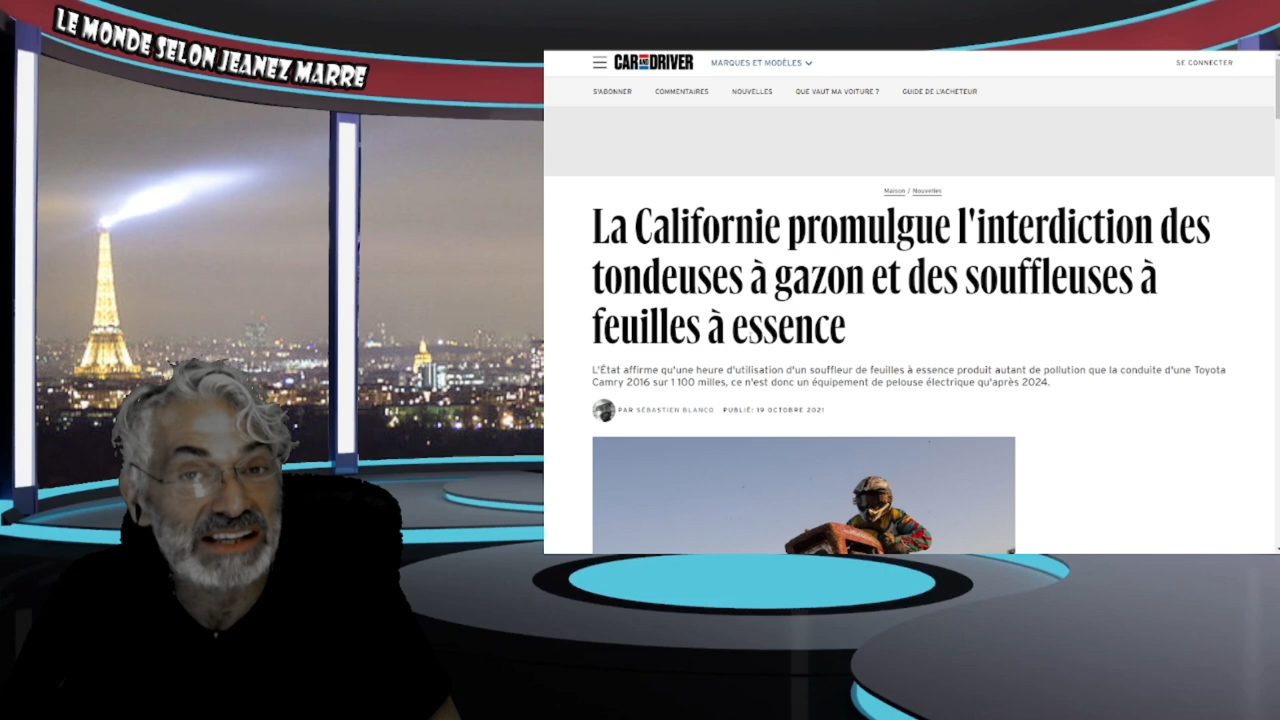 LE MONDE SELON JEANEZ MARRE
CAR AND DRIVER
MARQUES ET MODÈLES
SE CONNECTER
S'ABONNER
COMMENTAIRES
NOUVELLES
QUE VAUT MA VOITURE ?
GUIDE DE L'ACHETEUR
Maison / Nouvelles
La Californie promulgue l'interdiction des
tondeuses à gazon et des souffleuses à
feuilles à essence
L'État affirme qu'une heure d'utilisation d'un souffleur de feuilles à essence produit autant de pollution que la conduite d'une Toyota
Camry 2016 sur 1 100 milles, ce n'est donc un équipement de pelouse électrique qu'après 2024.
PAR SÉBASTIEN BLANCO PUBLIÉ: 19 OCTOBRE 2021